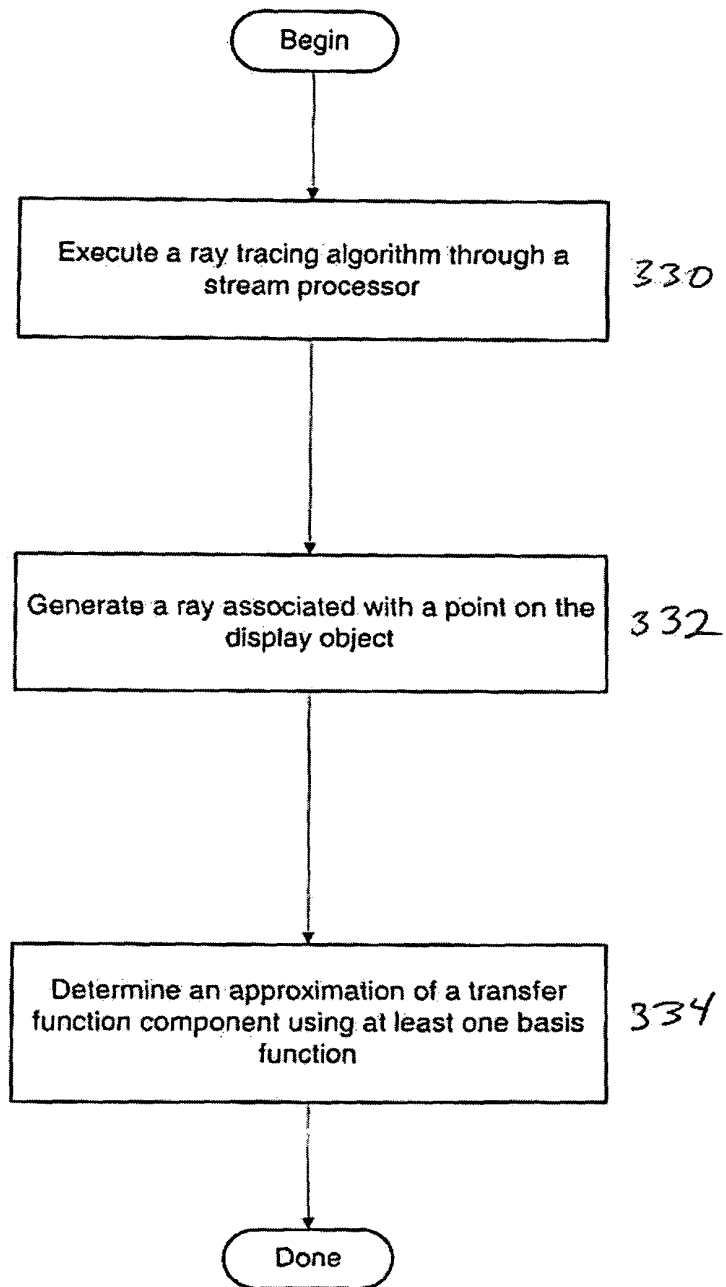 Begin
Execute a ray tracing algorithm through a
stream processor
330
Generate a ray associated with a point on the
display object
332
Determine an approximation of a transfer
function component using at least one basis
function
334
Done